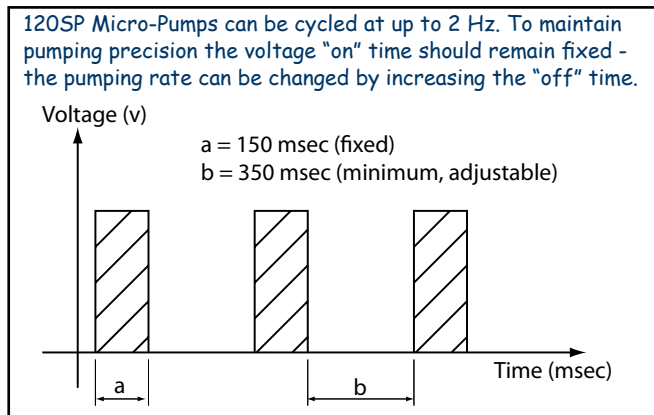 120SP Micro-Pumps can be cycled at up to 2 Hz. To maintain
pumping precision the voltage “on” time should remain fixed -
the pumping rate can be changed by increasing the “off” time.
Voltage (v)
a = 150 msec (fixed)
b = 350 msec (minimum, adjustable)
Time (msec)
a
b